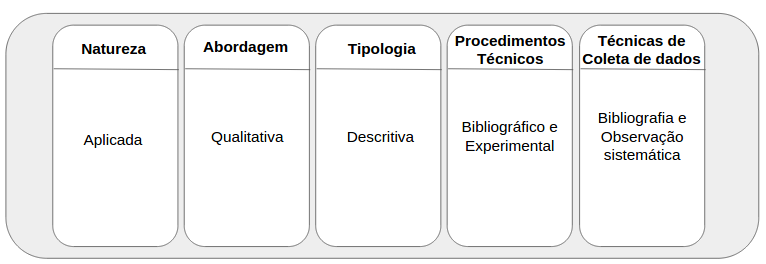 Natureza
Aplicada
Abordagem
Qualitativa
Tipologia
Descritiva
Procedimentos
Técnicos
Bibliográfico e
Experimental
Técnicas de
Coleta de dados
Bibliografia e
Observação
sistemática